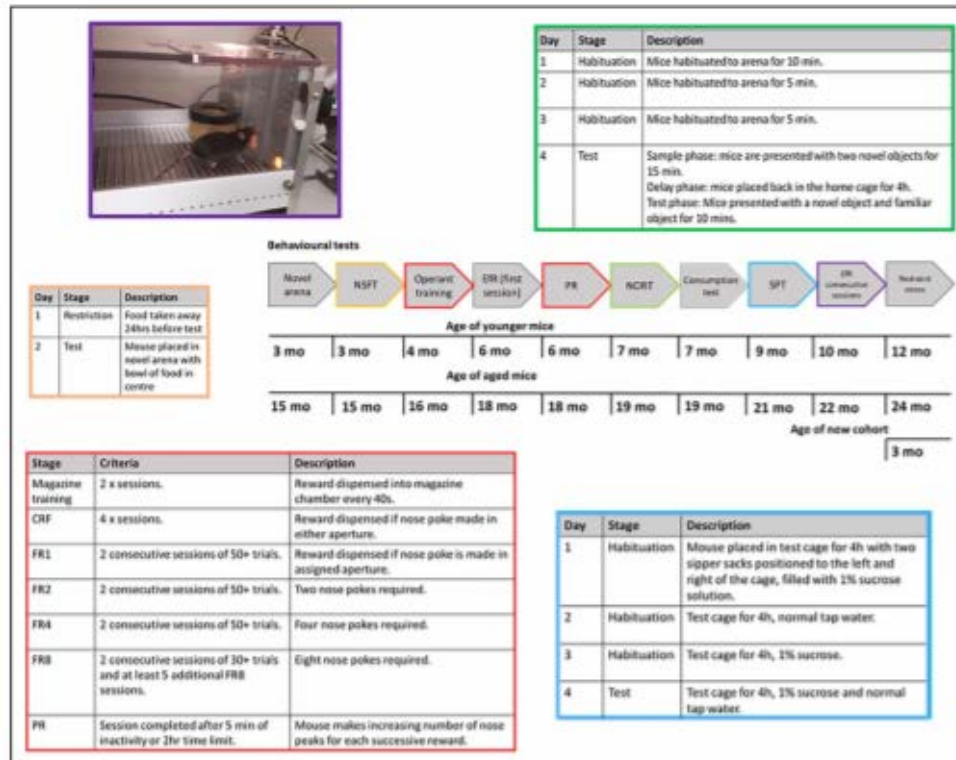 Day Stage Description
1 Habituation Mice habituated to arena for 10 min.
2 Habituation Mice habituated to arena for 5 min.
3 Habituation Mice habituated to arena for 5 min.
4 Test Sample phase: mice are presented with two novel objects for
15 min.
Delay phase: mice placed back in the home cage for 4h.
Test phase: Mice presented with a novel object and familiar
object for 10 mins.
Behavioural tests
Novel arena
NSFT
Operant training
EfR (first session)
PR
NORT
Consumption test
SPT
EfR consecutive sessions
Restraint stress
Day Stage Description
1 Restriction Food taken away
24hrs before test
2 Test Mouse placed in
novel arena with
bowl of food in
centre
Age of younger mice
3 mo 3 mo 4 mo 6 mo 6 mo 7 mo 7 mo 9 mo 10 mo 12 mo
Age of aged mice
15 mo 15 mo 16 mo 18 mo 18 mo 19 mo 19 mo 21 mo 22 mo 24 mo
Age of new cohort
3 mo
Stage Criteria Description
Magazine training 2 x sessions. Reward dispensed into magazine
chamber every 40s.
CRF 4 x sessions. Reward dispensed if nose poke made in
either aperture.
FR1 2 consecutive sessions of 50+ trials. Reward dispensed if nose poke is made in
assigned aperture.
FR2 2 consecutive sessions of 50+ trials. Two nose pokes required.
FR4 2 consecutive sessions of 50+ trials. Four nose pokes required.
FR8 2 consecutive sessions of 30+ trials Eight nose pokes required.
and at least 5 additional FR8
sessions.
PR Session completed after 5 min of Mouse makes increasing number of nose
inactivity or 2hr time limit. peaks for each successive reward.
Day Stage Description
1 Habituation Mouse placed in test cage for 4h with two
sipper sacks positioned to the left and
right of the cage, filled with 1% sucrose
solution.
2 Habituation Test cage for 4h, normal tap water.
3 Habituation Test cage for 4h, 1% sucrose.
4 Test Test cage for 4h, 1% sucrose and normal
tap water.